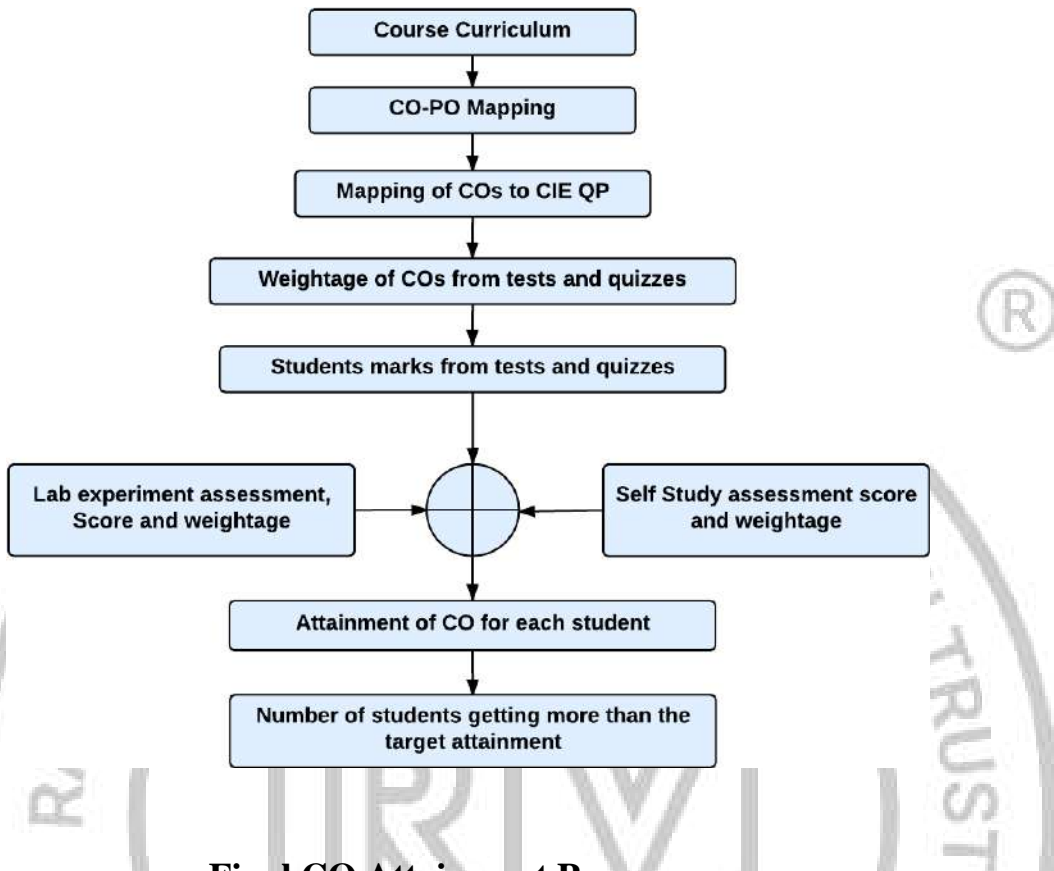 Course Curriculum
CO-PO Mapping
Mapping of COs to CIE QP
Weightage of COs from tests and quizzes
Students marks from tests and quizzes
Lab experiment assessment,
Score and weightage
Self Study assessment score
and weightage
Attainment of CO for each student
Number of students getting more than the
target attainment
®
TRUST
RV
Final CO